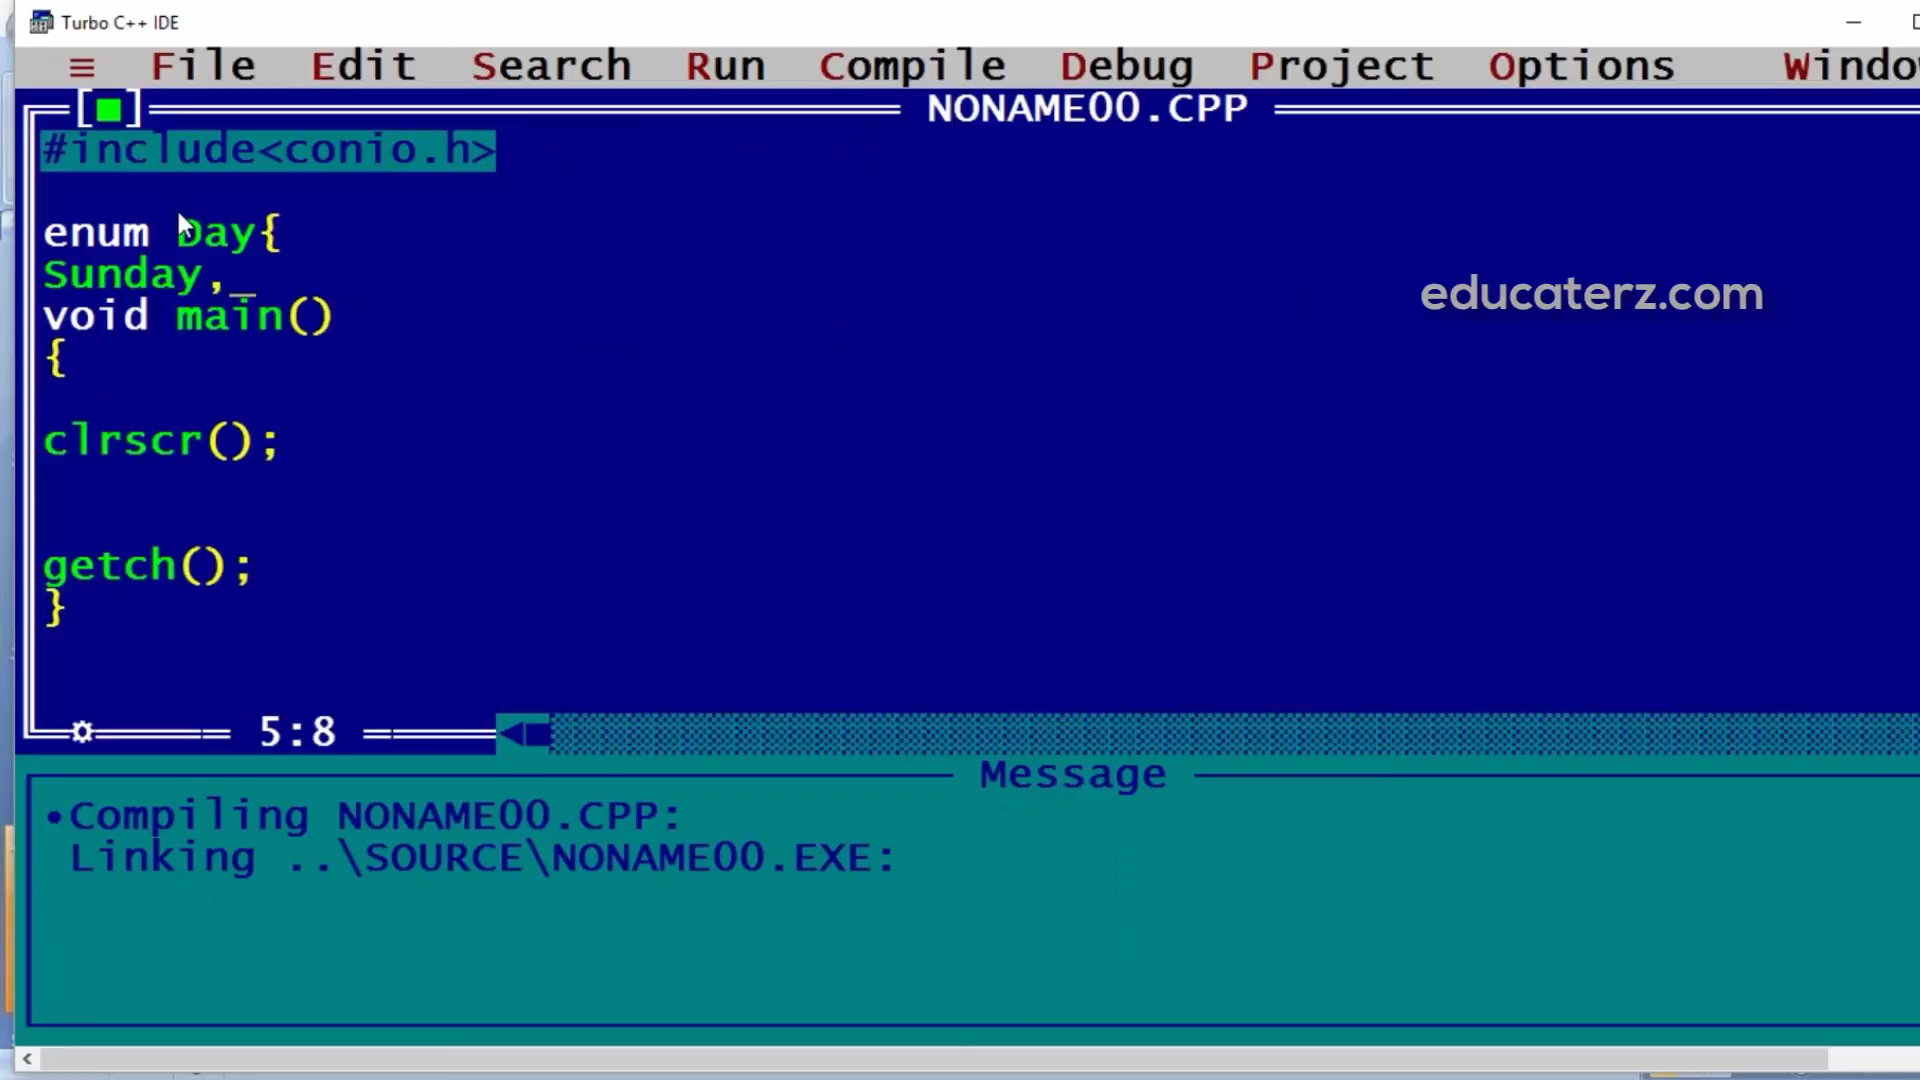 Turbo C++ IDE
≡ File Edit Search Run Compile Debug Project Options Windo
[■] NONAME00.CPP
#include<conio.h>
enum Day{
Sunday,_
educaterz.com
void main()
{
clrscr();
getch();
}
5:8
Message
•Compiling NONAME00.CPP:
Linking ..\SOURCE\NONAME00.EXE: